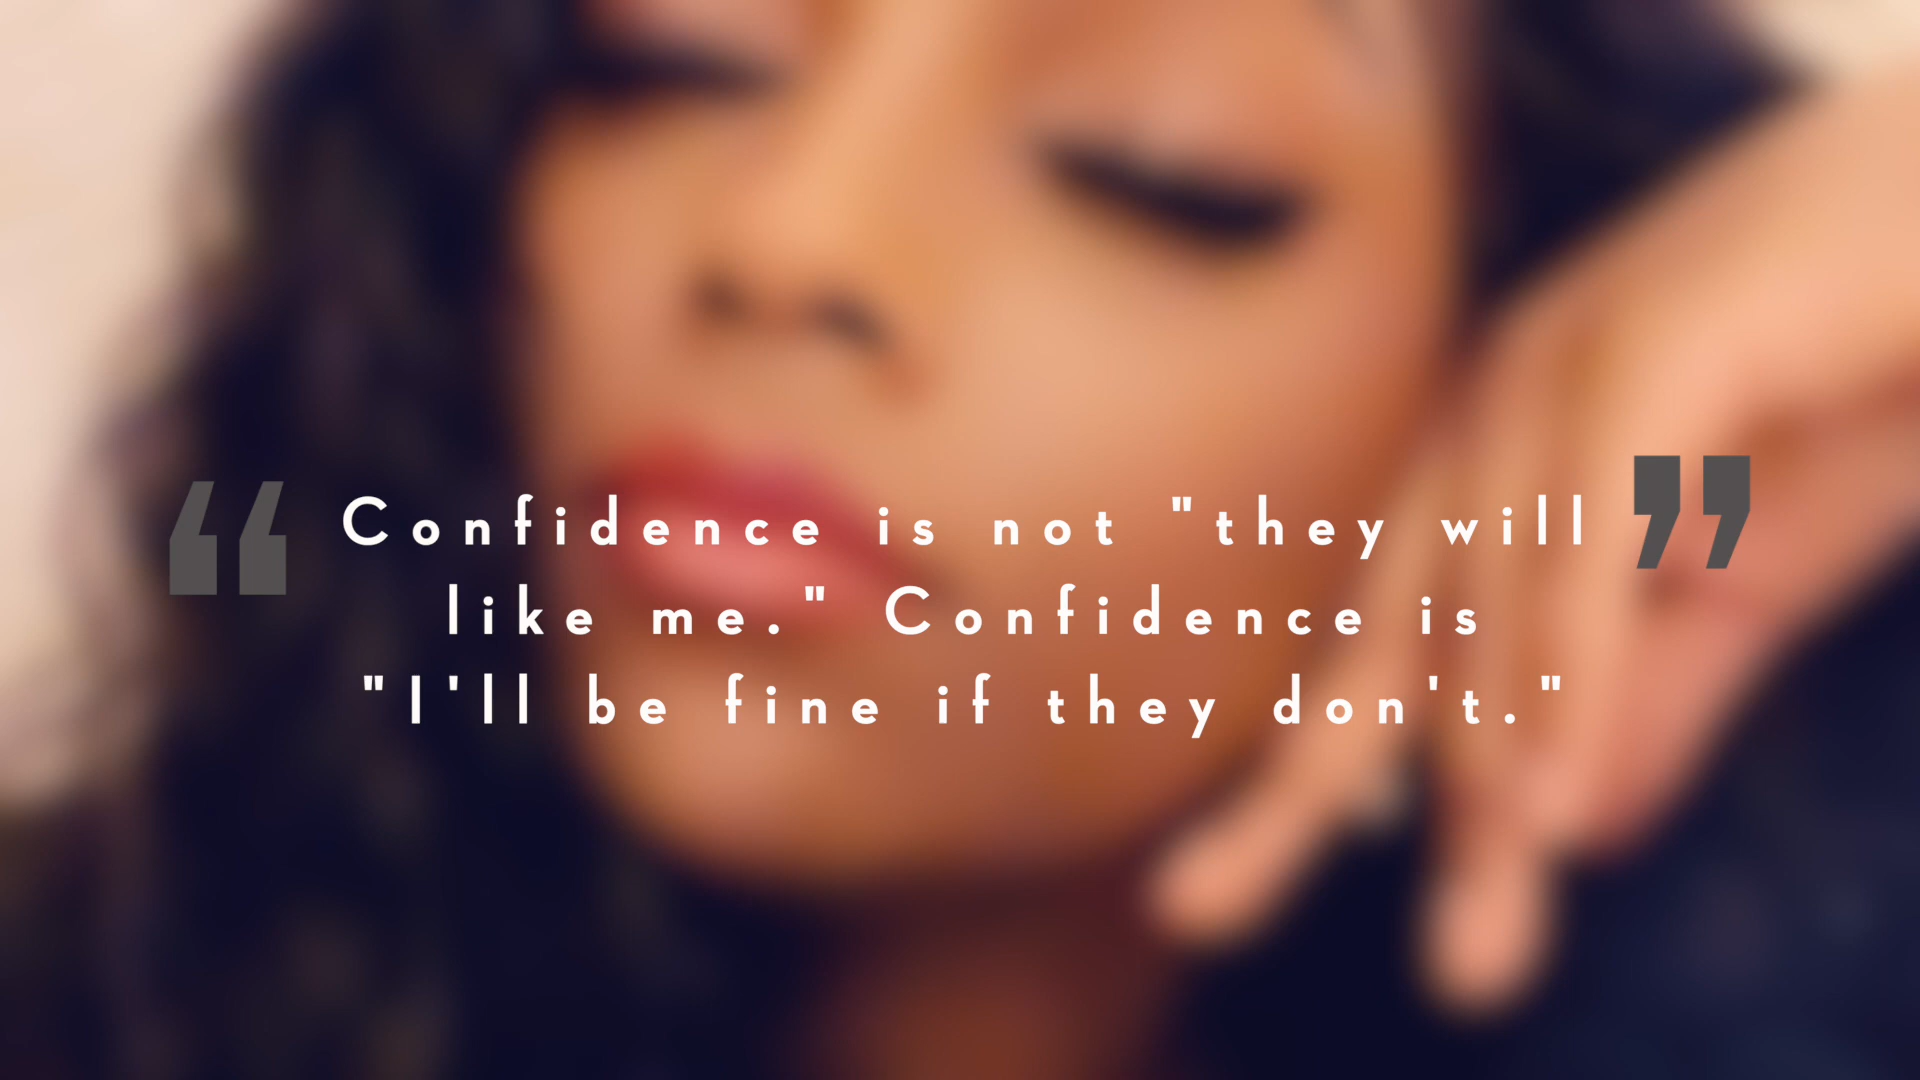 “ Confidence is not "they will ”
like me." Confidence is
"I'll be fine if they don't."